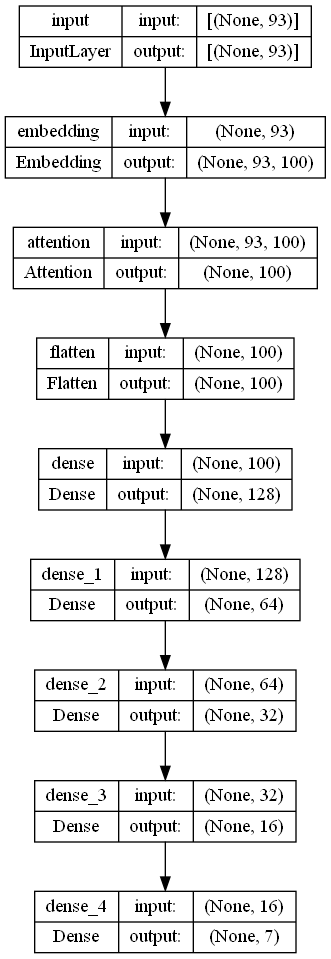 input input: [(None, 93)]
InputLayer output: [(None, 93)]
embedding input: (None, 93)
Embedding output: (None, 93, 100)
attention input: (None, 93, 100)
Attention output: (None, 100)
flatten input: (None, 100)
Flatten output: (None, 100)
dense input: (None, 100)
Dense output: (None, 128)
dense_1 input: (None, 128)
Dense output: (None, 64)
dense_2 input: (None, 64)
Dense output: (None, 32)
dense_3 input: (None, 32)
Dense output: (None, 16)
dense_4 input: (None, 16)
Dense output: (None, 7)